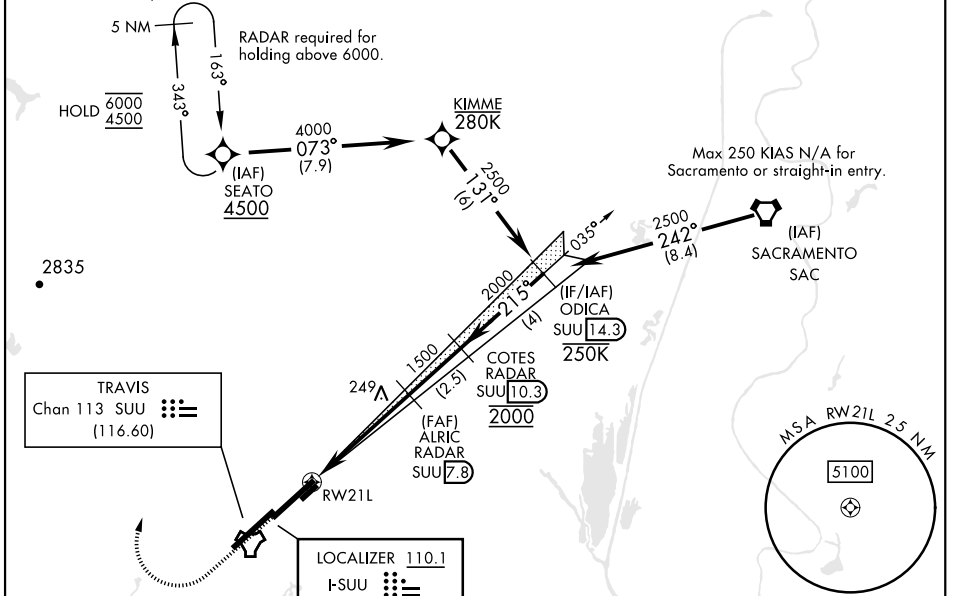 5 NM
RADAR required for
holding above 6000.
163°
343°
HOLD 6000
4500
4000
073°
(7.9)
(IAF)
SEATO
4500
KIMME
280K
2500
131°
(6)
Max 250 KIAS N/A for
Sacramento or straight-in entry.
035°
2500
242°
(8.4)
(IAF)
SACRAMENTO
SAC
2835
2000
215°
(4)
(IF/IAF)
ODICA
SUU 14.3
250K
1500
(2.5)
COTES
RADAR
SUU 10.3
2000
249
(FAF)
ALRIC
RADAR
SUU 7.8
TRAVIS
Chan 113 SUU
(116.60)
RW21L
LOCALIZER 110.1
I-SUU
MSA RW21L 25 NM
5100